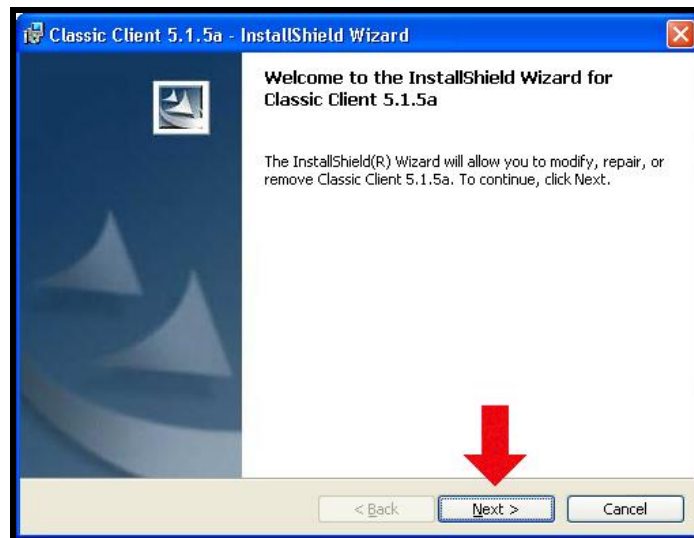 Classic Client 5.1.5a - InstallShield Wizard
Welcome to the InstallShield Wizard for
Classic Client 5.1.5a
The InstallShield(R) Wizard will allow you to modify, repair, or
remove Classic Client 5.1.5a. To continue, click Next.
< Back Next > Cancel